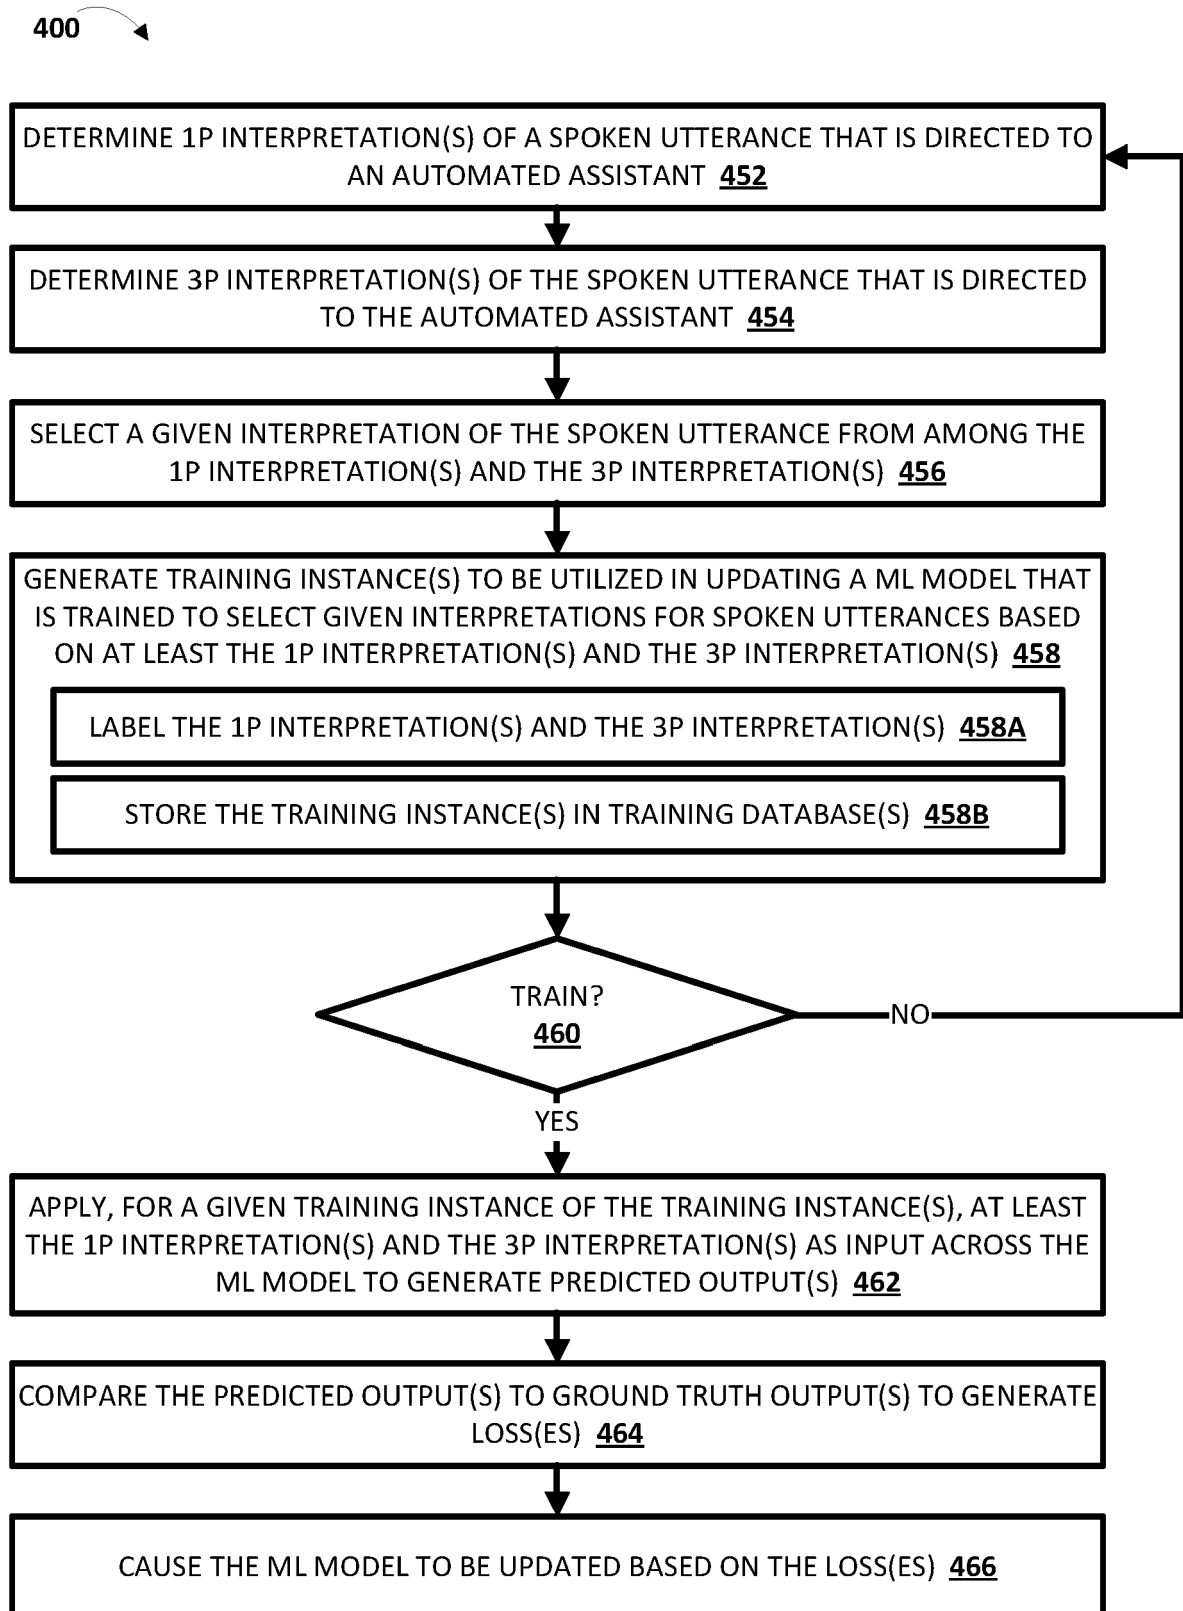 400
DETERMINE 1P INTERPRETATION(S) OF A SPOKEN UTTERANCE THAT IS DIRECTED TO
AN AUTOMATED ASSISTANT 452
DETERMINE 3P INTERPRETATION(S) OF THE SPOKEN UTTERANCE THAT IS DIRECTED
TO THE AUTOMATED ASSISTANT 454
SELECT A GIVEN INTERPRETATION OF THE SPOKEN UTTERANCE FROM AMONG THE
1P INTERPRETATION(S) AND THE 3P INTERPRETATION(S) 456
GENERATE TRAINING INSTANCE(S) TO BE UTILIZED IN UPDATING A ML MODEL THAT
IS TRAINED TO SELECT GIVEN INTERPRETATIONS FOR SPOKEN UTTERANCES BASED
ON AT LEAST THE 1P INTERPRETATION(S) AND THE 3P INTERPRETATION(S) 458
LABEL THE 1P INTERPRETATION(S) AND THE 3P INTERPRETATION(S) 458A
STORE THE TRAINING INSTANCE(S) IN TRAINING DATABASE(S) 458B
TRAIN?
460
NO
YES
APPLY, FOR A GIVEN TRAINING INSTANCE OF THE TRAINING INSTANCE(S), AT LEAST
THE 1P INTERPRETATION(S) AND THE 3P INTERPRETATION(S) AS INPUT ACROSS THE
ML MODEL TO GENERATE PREDICTED OUTPUT(S) 462
COMPARE THE PREDICTED OUTPUT(S) TO GROUND TRUTH OUTPUT(S) TO GENERATE
LOSS(ES) 464
CAUSE THE ML MODEL TO BE UPDATED BASED ON THE LOSS(ES) 466